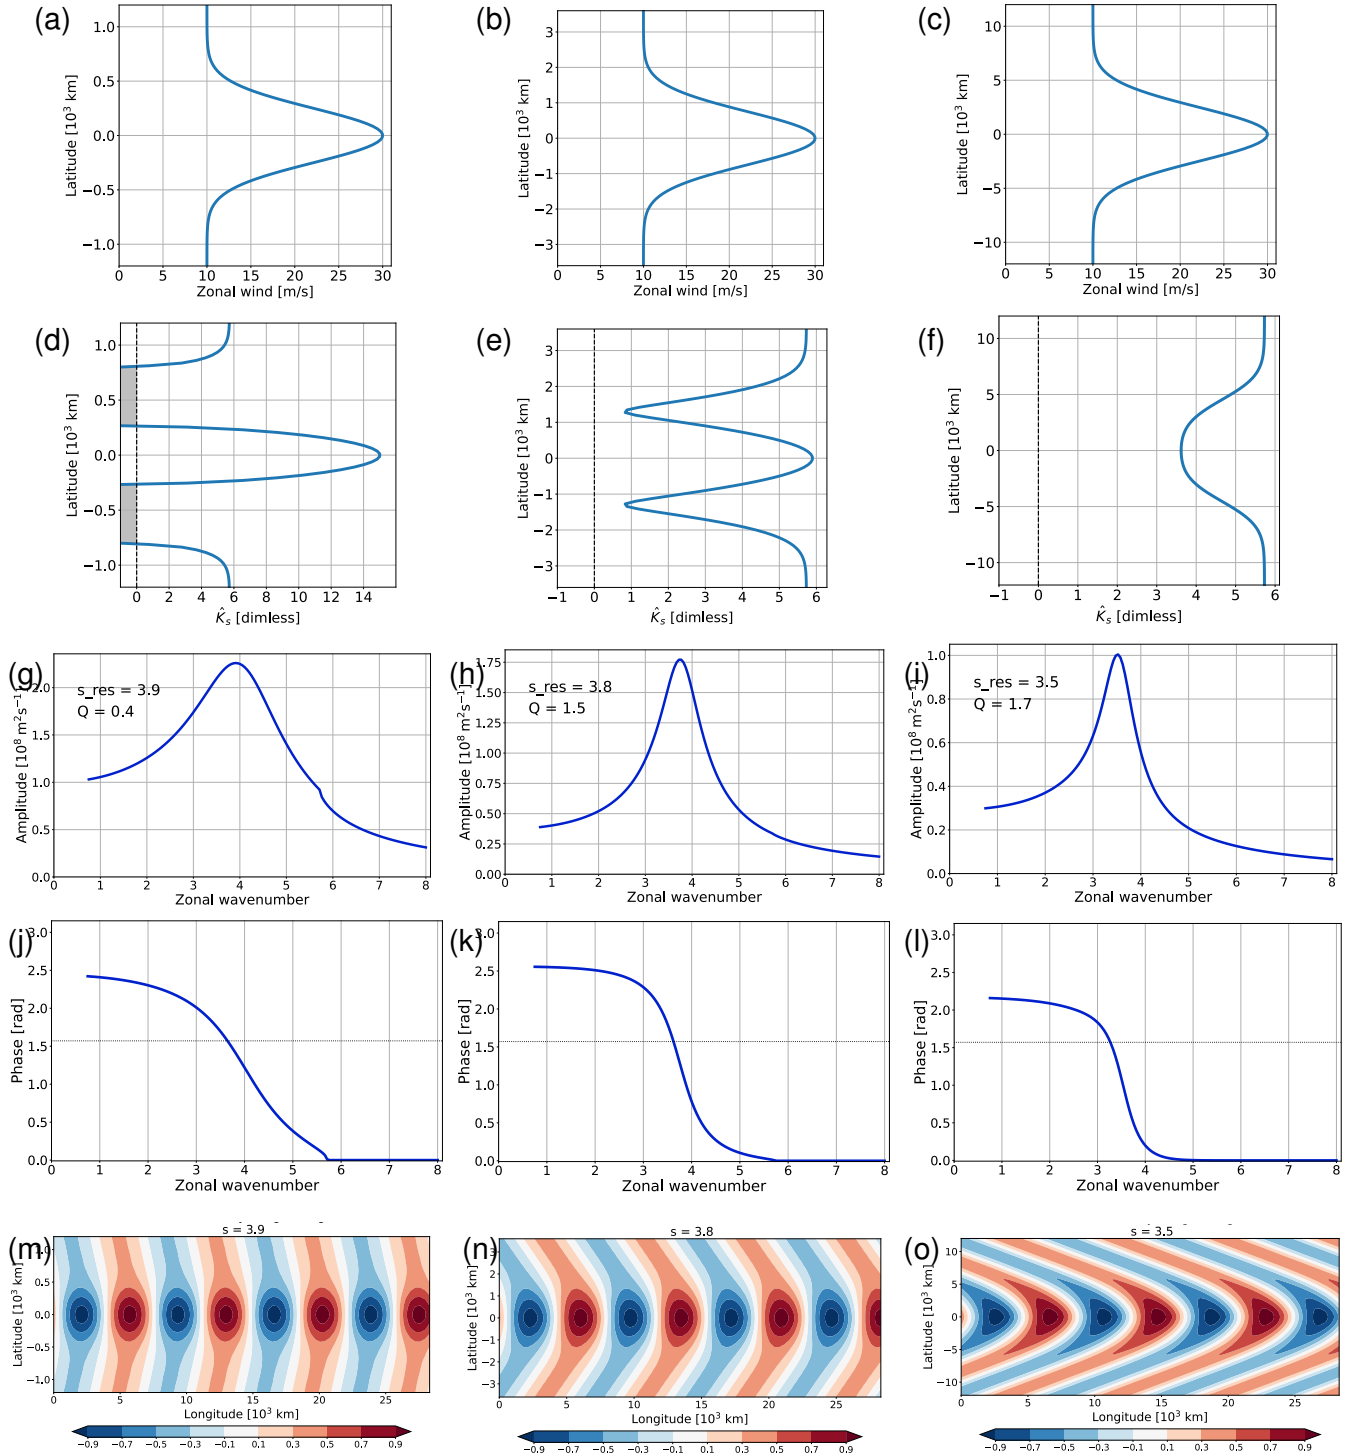 (a)
1.0
0.5
0.0
−0.5
−1.0
Latitude [10³ km]
0 5 10 15 20 25 30
Zonal wind [m/s]
(b)
3
2
1
0
−1
−2
−3
Latitude [10³ km]
0 5 10 15 20 25 30
Zonal wind [m/s]
(c)
10
5
0
−5
−10
Latitude [10³ km]
0 5 10 15 20 25 30
Zonal wind [m/s]
(d)
1.0
0.5
0.0
−0.5
−1.0
Latitude [10³ km]
0 2 4 6 8 10 12 14
K̂s [dimless]
(e)
3
2
1
0
−1
−2
−3
Latitude [10³ km]
−1 0 1 2 3 4 5 6
K̂s [dimless]
(f)
10
5
0
−5
−10
Latitude [10³ km]
−1 0 1 2 3 4 5 6
K̂s [dimless]
(g)
s_res = 3.9
Q = 0.4
2.0
1.5
1.0
0.5
0.0
Amplitude [10⁸ m²s⁻¹]
0 1 2 3 4 5 6 7 8
Zonal wavenumber
(h)
s_res = 3.8
Q = 1.5
1.75
1.50
1.25
1.00
0.75
0.50
0.25
0.00
Amplitude [10⁸ m²s⁻¹]
0 1 2 3 4 5 6 7 8
Zonal wavenumber
(i)
s_res = 3.5
Q = 1.7
1.0
0.8
0.6
0.4
0.2
0.0
Amplitude [10⁸ m²s⁻¹]
0 1 2 3 4 5 6 7 8
Zonal wavenumber
(j)
3.0
2.5
2.0
1.5
1.0
0.5
0.0
Phase [rad]
0 1 2 3 4 5 6 7 8
Zonal wavenumber
(k)
3.0
2.5
2.0
1.5
1.0
0.5
0.0
Phase [rad]
0 1 2 3 4 5 6 7 8
Zonal wavenumber
(l)
3.0
2.5
2.0
1.5
1.0
0.5
0.0
Phase [rad]
0 1 2 3 4 5 6 7 8
Zonal wavenumber
(m)
s = 3.9
1.0
0.5
0.0
−0.5
−1.0
Latitude [10³ km]
0 5 10 15 20 25
Longitude [10³ km]
−0.9 −0.7 −0.5 −0.3 −0.1 0.1 0.3 0.5 0.7 0.9
(n)
s = 3.8
3
2
1
0
−1
−2
−3
Latitude [10³ km]
0 5 10 15 20 25
Longitude [10³ km]
−0.9 −0.7 −0.5 −0.3 −0.1 0.1 0.3 0.5 0.7 0.9
(o)
s = 3.5
10
5
0
−5
−10
Latitude [10³ km]
0 5 10 15 20 25
Longtitude [10³ km]
−0.9 −0.7 −0.5 −0.3 −0.1 0.1 0.3 0.5 0.7 0.9